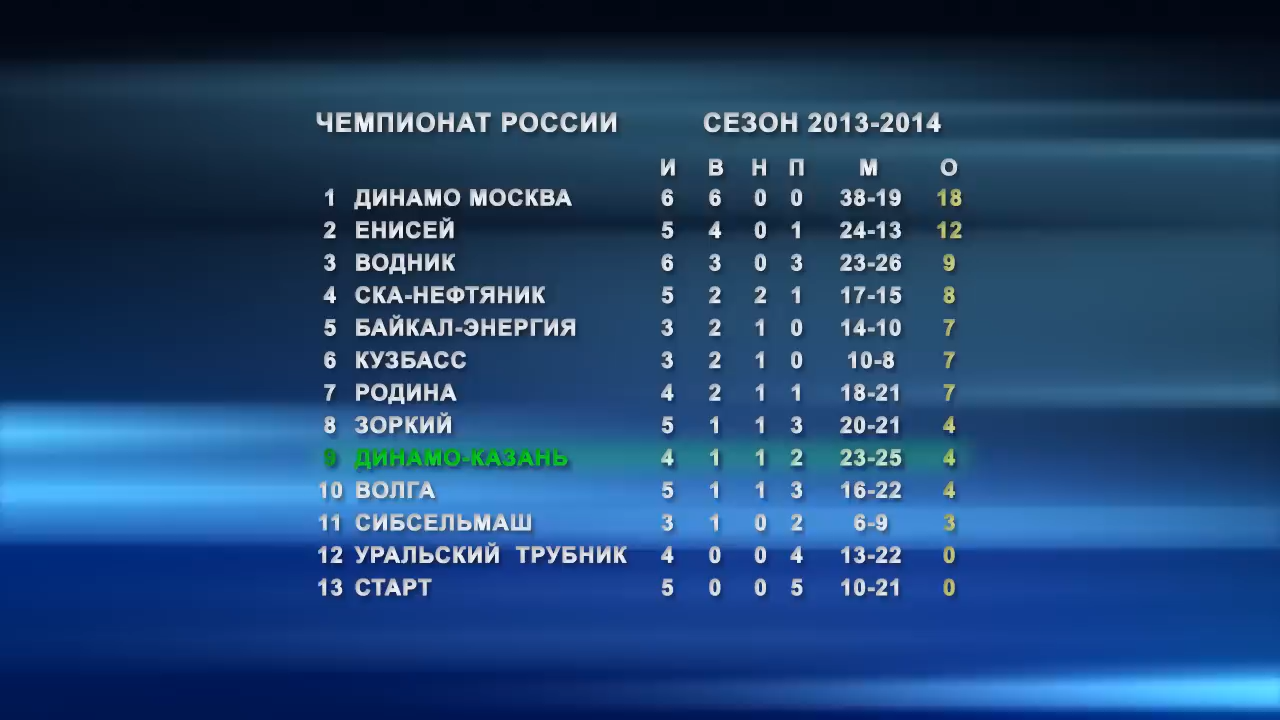 ЧЕМПИОНАТ РОССИИ СЕЗОН 2013-2014
И В Н П М О
1 ДИНАМО МОСКВА 6 6 0 0 38-19 18
2 ЕНИСЕЙ 5 4 0 1 24-13 12
3 ВОДНИК 6 3 0 3 23-26 9
4 СКА-НЕФТЯНИК 5 2 2 1 17-15 8
5 БАЙКАЛ-ЭНЕРГИЯ 3 2 1 0 14-10 7
6 КУЗБАСС 3 2 1 0 10-8 7
7 РОДИНА 4 2 1 1 18-21 7
8 ЗОРКИЙ 5 1 1 3 20-21 4
9 ДИНАМО-КАЗАНЬ 4 1 1 2 23-25 4
10 ВОЛГА 5 1 1 3 16-22 4
11 СИБСЕЛЬМАШ 3 1 0 2 6-9 3
12 УРАЛЬСКИЙ ТРУБНИК 4 0 0 4 13-22 0
13 СТАРТ 5 0 0 5 10-21 0